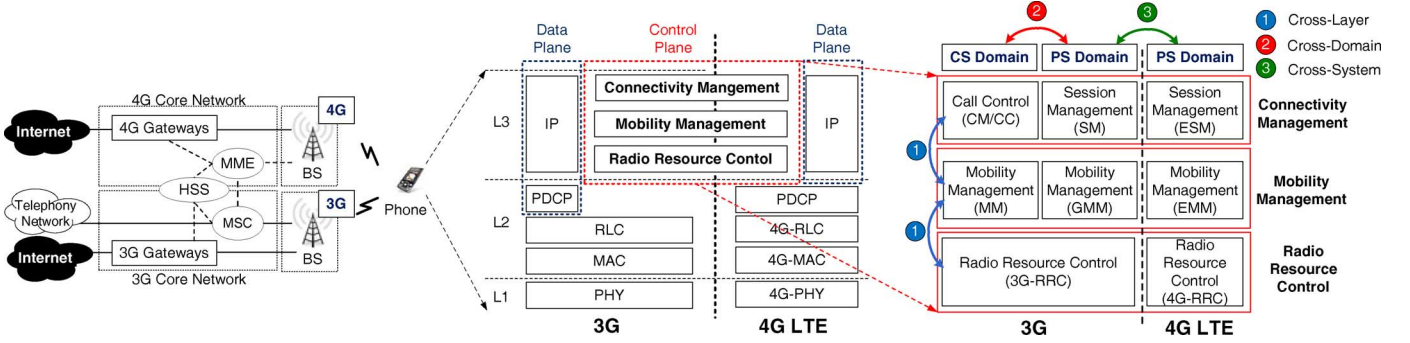 4G Core Network
4G
4G Gateways
Internet
MME
BS
HSS
3G
Telephony
Network
MSC
Internet
3G Gateways
BS
3G Core Network
Phone
Data
Plane
Control
Plane
Data
Plane
L3
IP
Connectivity Mangement
Mobility Management
Radio Resource Contol
IP
L2
PDCP
PDCP
RLC
4G-RLC
MAC
4G-MAC
L1
PHY
4G-PHY
3G
4G LTE
2
3
1 Cross-Layer
2 Cross-Domain
3 Cross-System
CS Domain
PS Domain
PS Domain
Call Control
(CM/CC)
Session
Management
(SM)
Session
Management
(ESM)
Connectivity
Management
1
Mobility
Management
(MM)
Mobility
Management
(GMM)
Mobility
Management
(EMM)
Mobility
Management
1
Radio Resource Control
(3G-RRC)
Radio
Resource
Control
(4G-RRC)
Radio
Resource
Control
3G
4G LTE